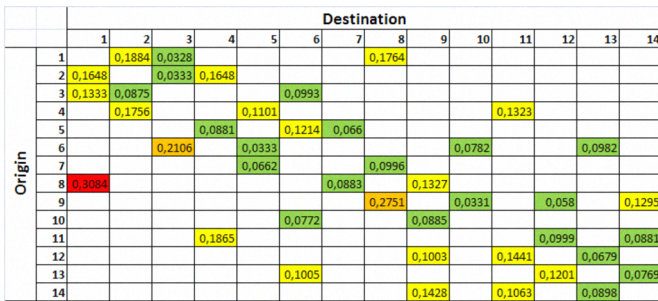 Destination
1 2 3 4 5 6 7 8 9 10 11 12 13 14
Origin
1 0,1884 0,0328 0,1764
2 0,1648 0,0333 0,1648
3 0,1333 0,0875 0,0993
4 0,1756 0,1101 0,1323
5 0,0881 0,1214 0,066
6 0,2106 0,0333 0,0782 0,0982
7 0,0662 0,0996
8 0,3084 0,0883 0,1327
9 0,2751 0,0331 0,058 0,1295
10 0,0772 0,0885
11 0,1865 0,0999 0,0881
12 0,1003 0,1441 0,0679
13 0,1005 0,1201 0,0769
14 0,1428 0,1063 0,0898